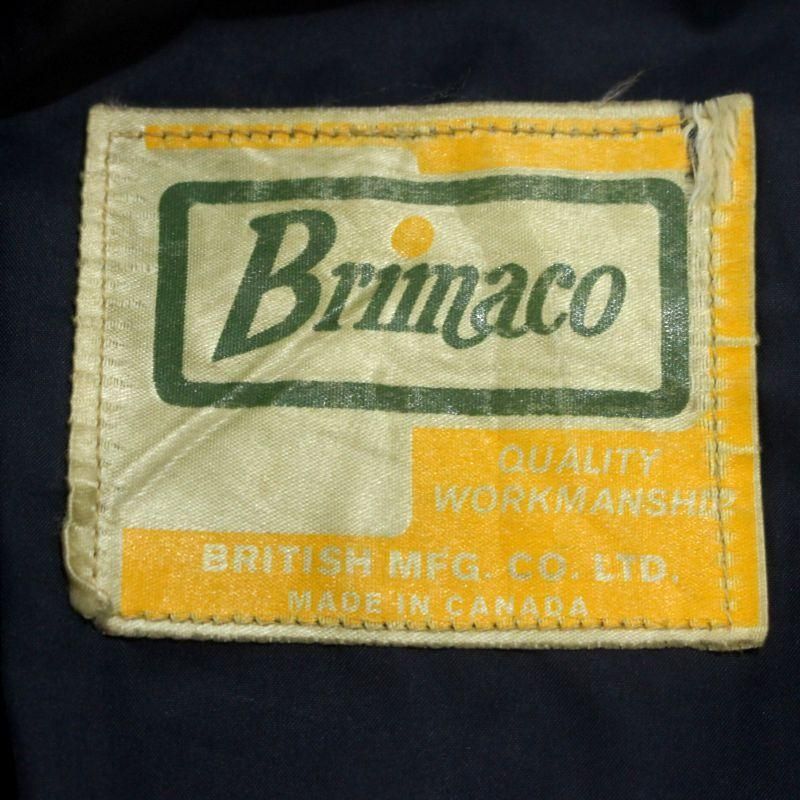 Brimaco
QUALITY
WORKMANSHIP
BRITISH MFG. CO. LTD.
MADE IN CANADA